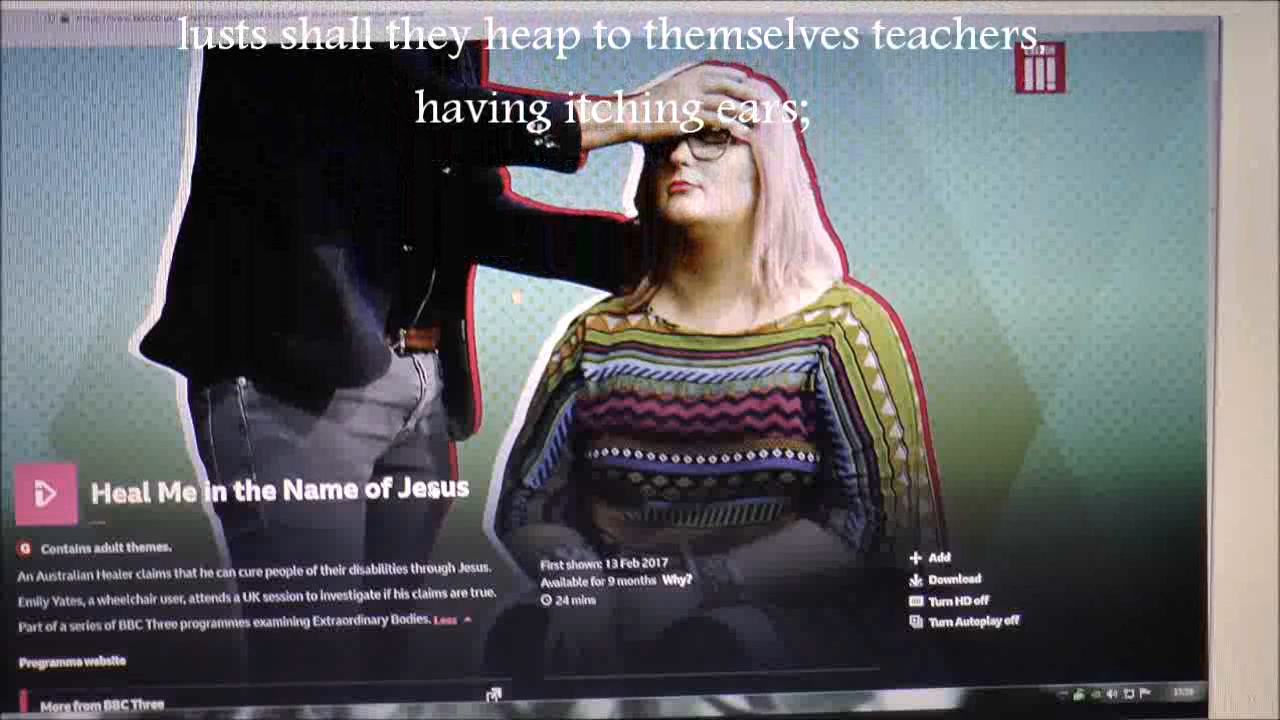 lusts shall they heap to themselves teachers,
having itching ears;
Heal Me in the Name of Jesus
G Contains adult themes.
An Australian Healer claims that he can cure people of their disabilities through Jesus.
Emily Yates, a wheelchair user, attends a UK session to investigate if his claims are true.
Part of a series of BBC Three programmes examining Extraordinary Bodies. Less
Programme website
More from BBC Three
First shown: 13 Feb 2017
Available for 9 months Why?
24 mins
Add
Download
Turn HD off
Turn Autoplay off